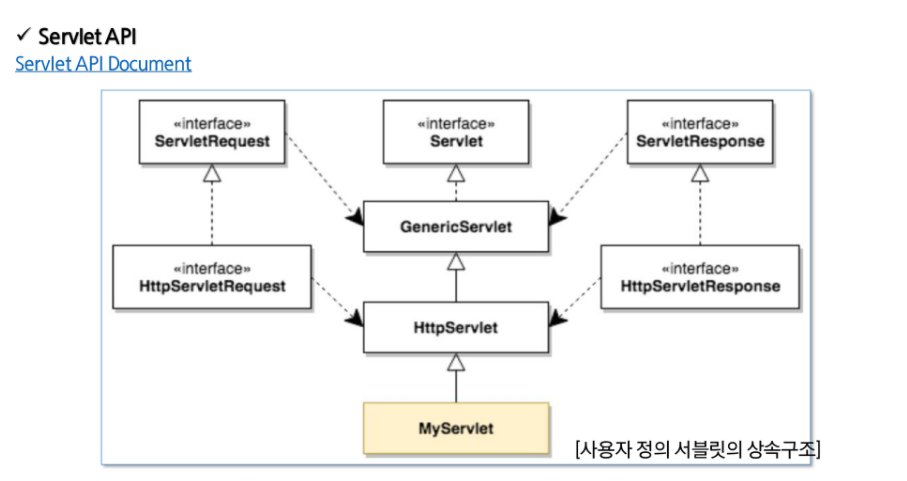 ✓ Servlet API
Servlet API Document
«interface»
ServletRequest
«interface»
Servlet
«interface»
ServletResponse
GenericServlet
«interface»
HttpServletRequest
«interface»
HttpServletResponse
HttpServlet
MyServlet
[사용자 정의 서블릿의 상속구조]